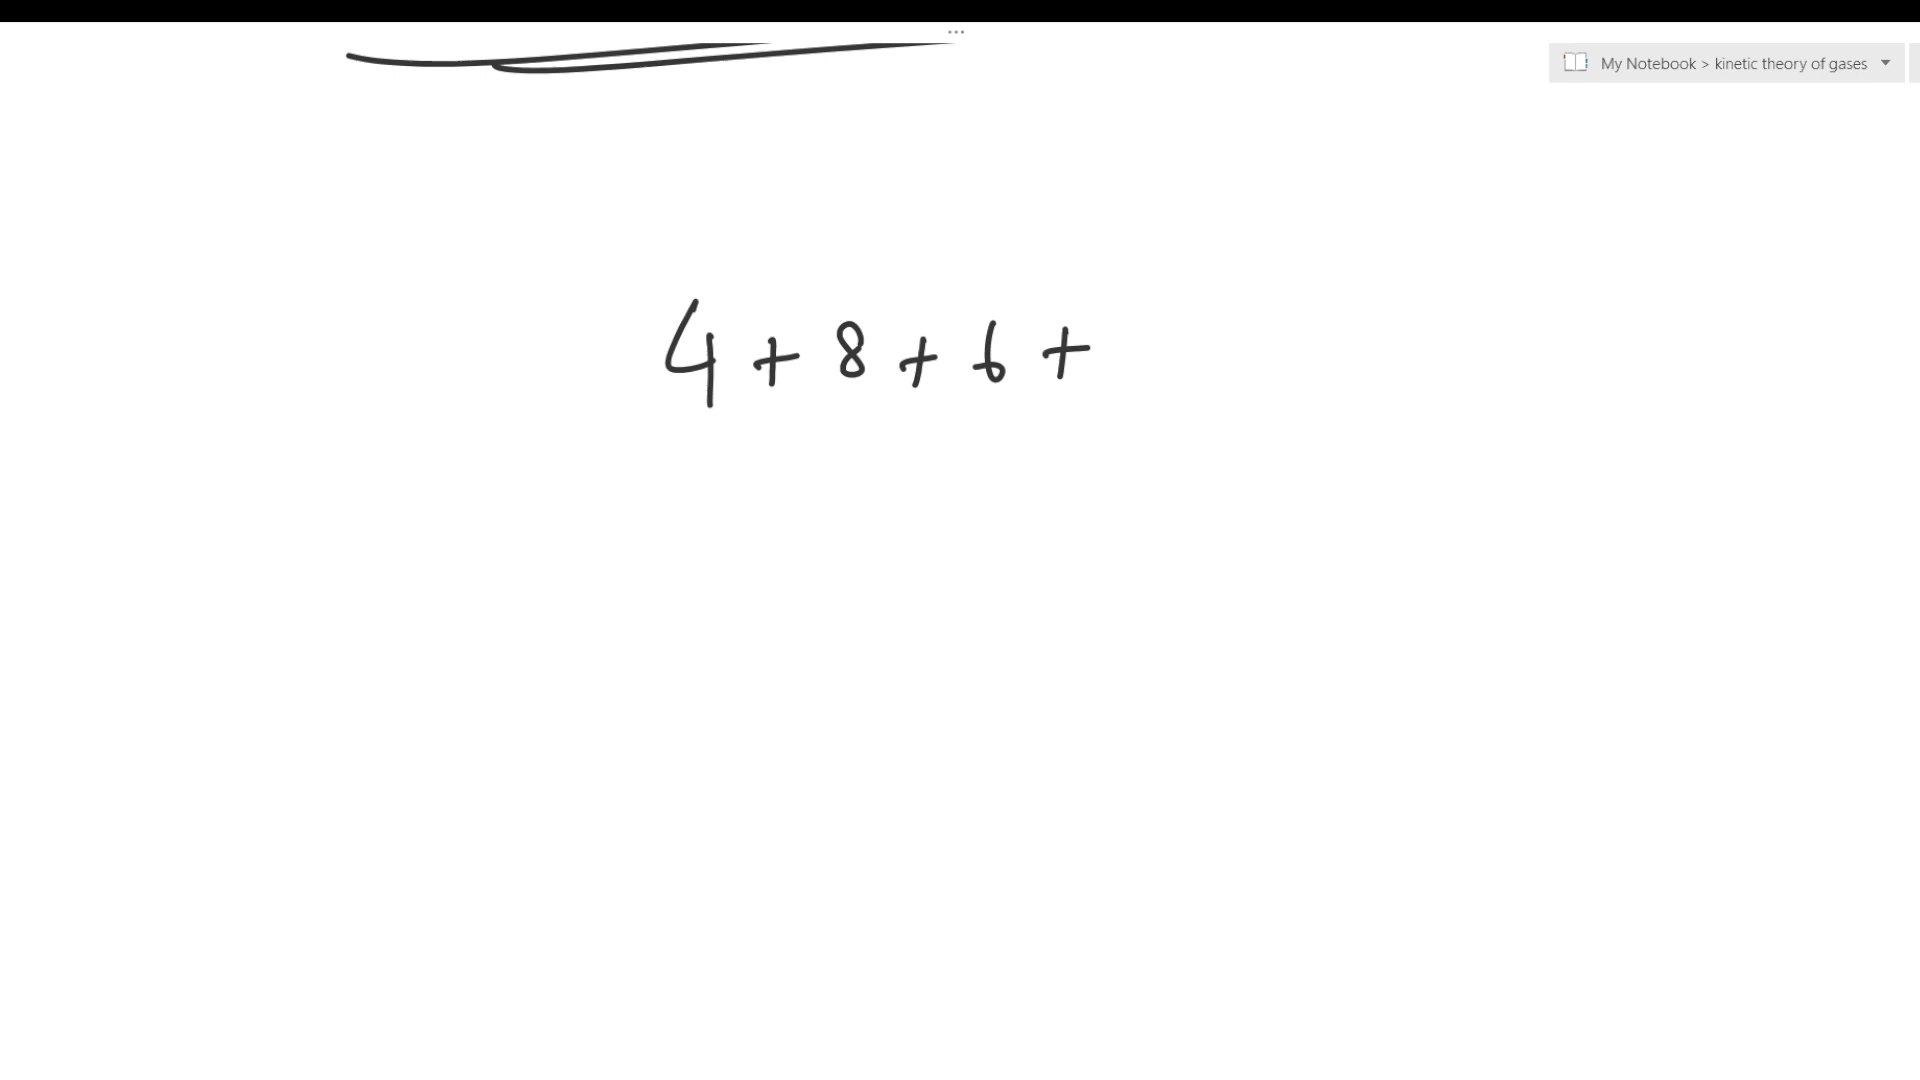 My Notebook > kinetic theory of gases
4 + 8 + 6 +